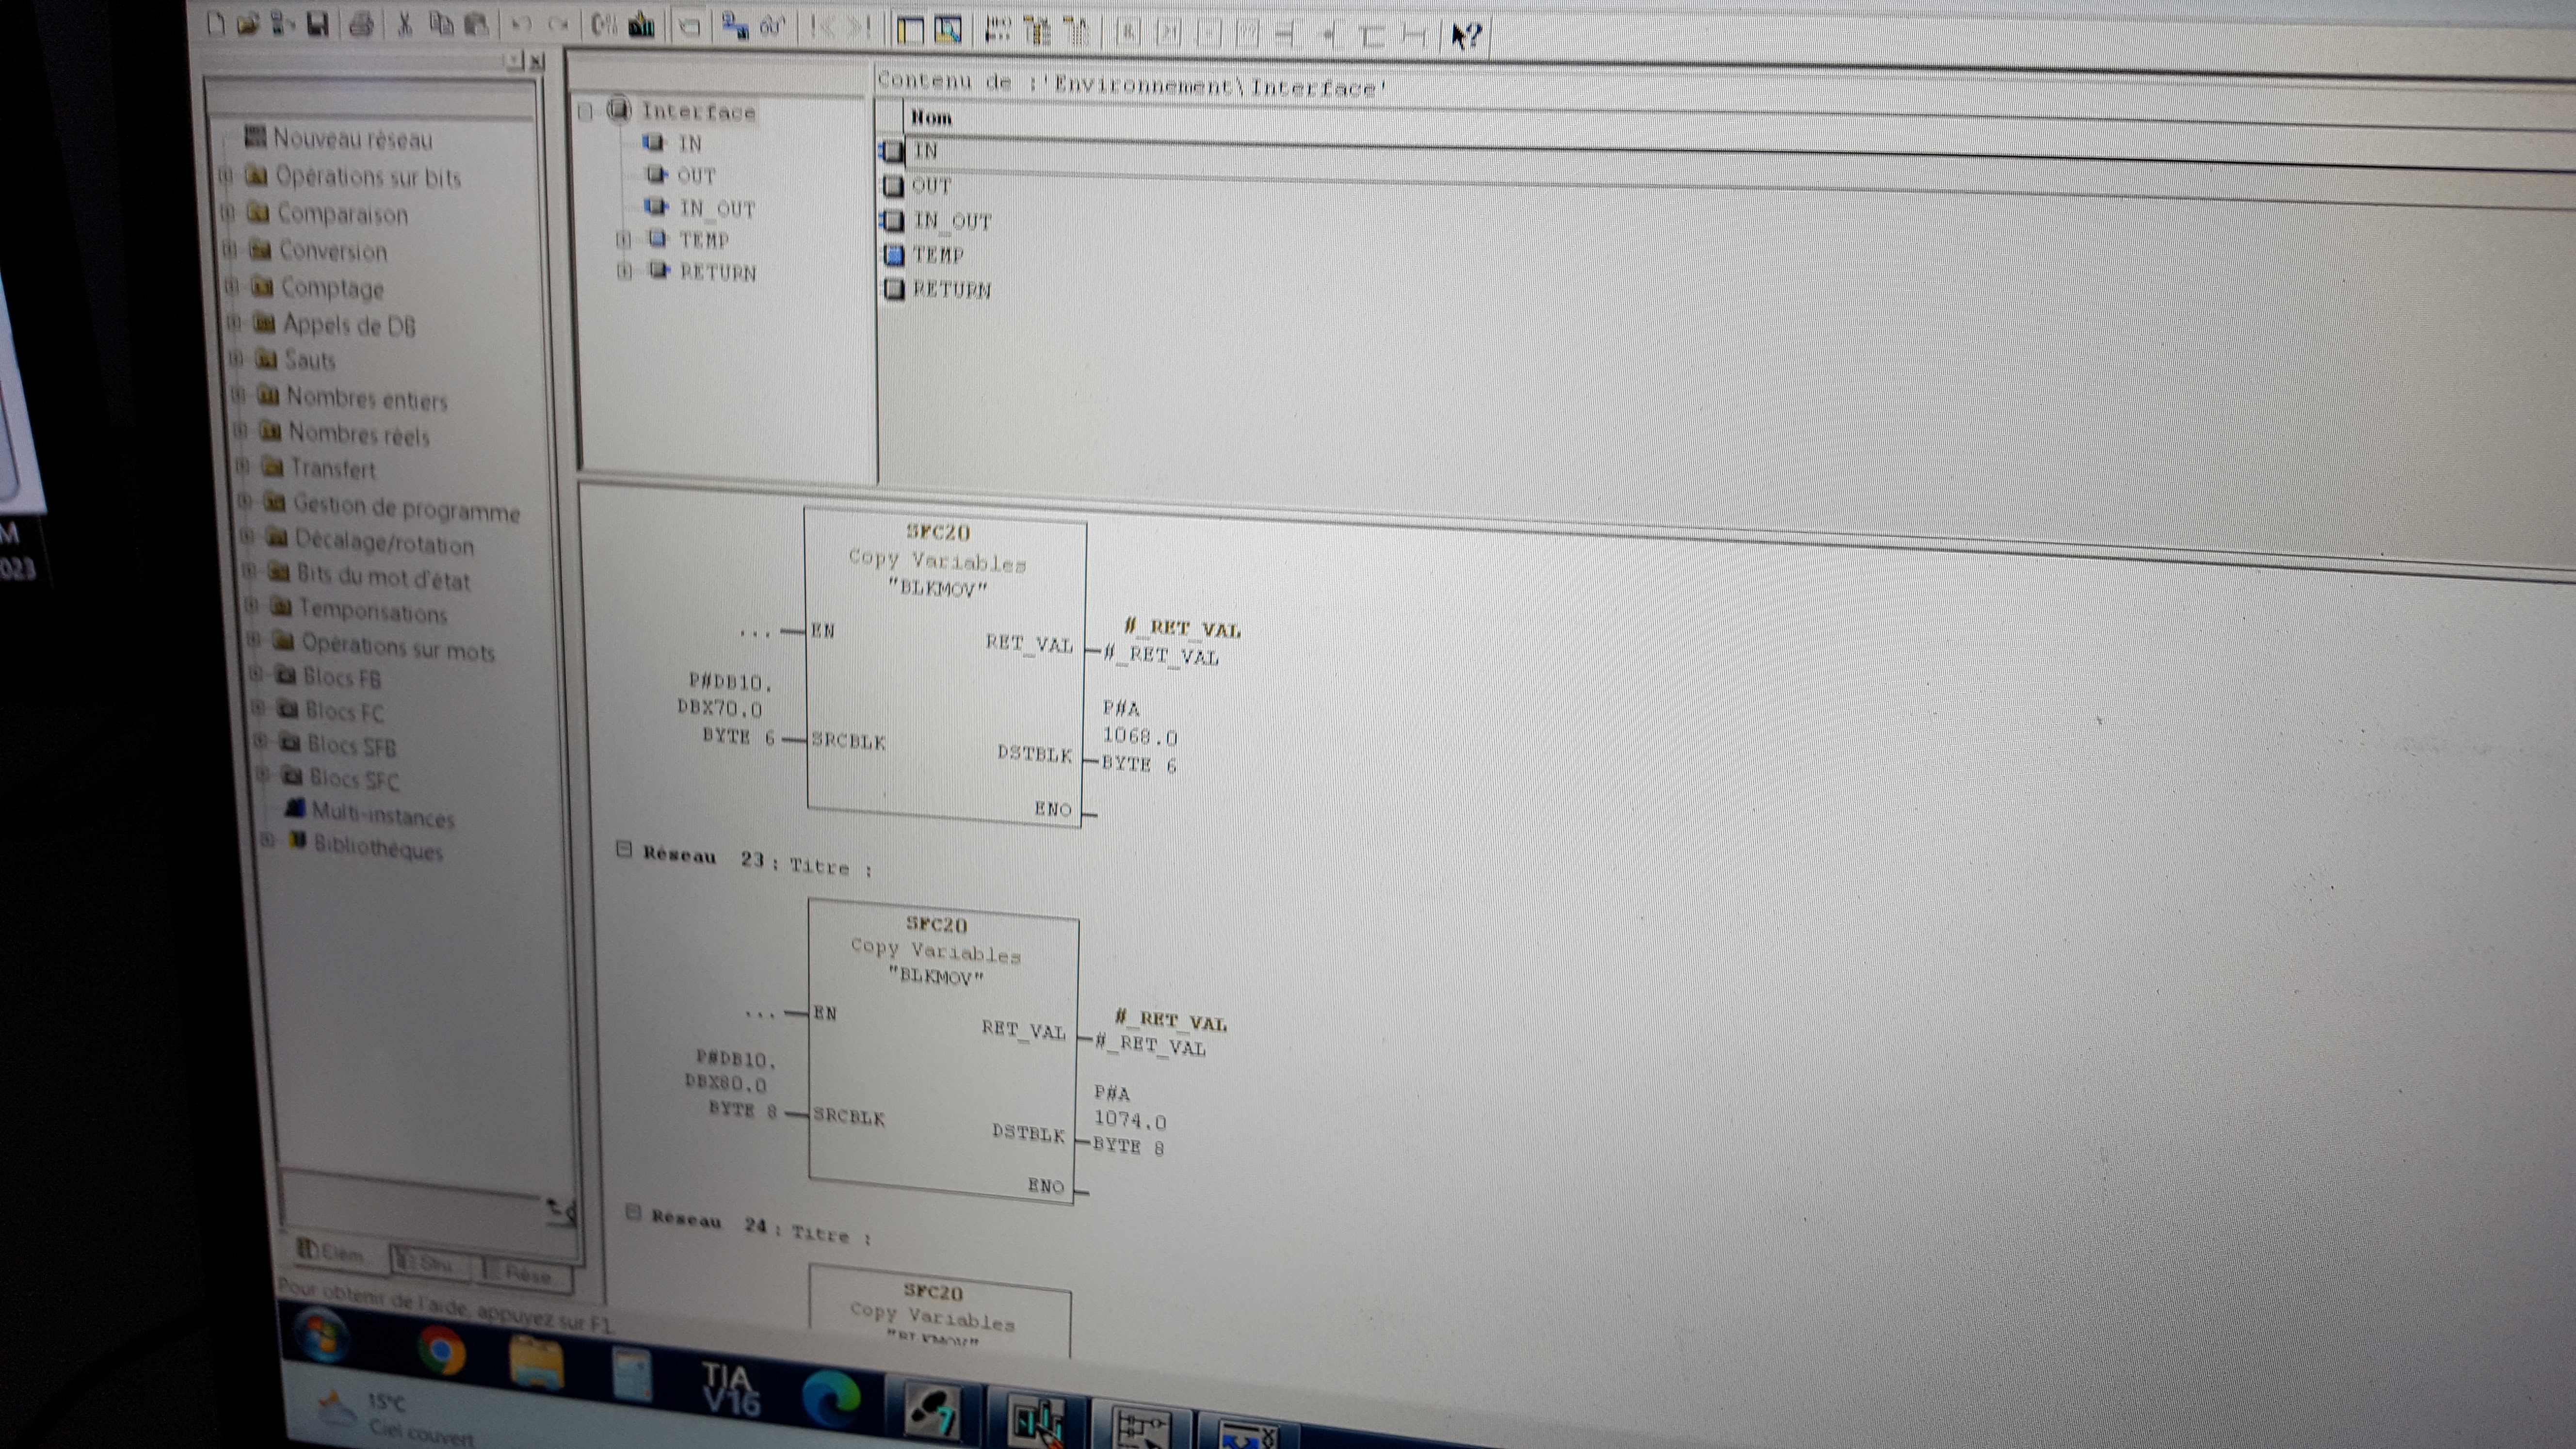 M
023
Nouveau réseau
Opérations sur bits
Comparaison
Conversion
Comptage
Appels de DB
Sauts
Nombres entiers
Nombres réels
Transfert
Gestion de programme
Décalage/rotation
Bits du mot d'état
Temporisations
Opérations sur mots
Blocs FB
Blocs FC
Blocs SFB
Blocs SFC
Multi-instances
Bibliothèques
Elém
Stru
Rése
Pour obtenir de l'aide, appuyez sur F1.
Interface
IN
OUT
IN_OUT
TEMP
RETURN
Contenu de :'Environnement\Interface'
Nom
IN
OUT
IN_OUT
TEMP
RETURN
SFC20
Copy Variables
"BLKMOV"
... EN
RET_VAL
#_RET_VAL
#_RET_VAL
P#DB10.
DBX70.0
BYTE 6 SRCBLK
P#A
1068.0
DSTBLK BYTE 6
ENO
Réseau 23 : Titre :
SFC20
Copy Variables
"BLKMOV"
... EN
RET_VAL
#_RET_VAL
#_RET_VAL
P#DB10.
DBX80.0
BYTE 8 SRCBLK
P#A
1074.0
DSTBLK BYTE 8
ENO
Réseau 24 : Titre :
SFC20
Copy Variables
"BLKMOV"
TIA
V16
7
15°C
Ciel couvert